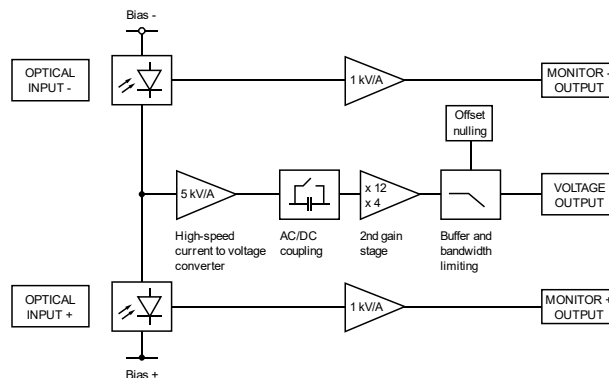 Bias -
OPTICAL
INPUT -
1 kV/A
MONITOR -
OUTPUT
Offset
nulling
5 kV/A
x 12
x 4
VOLTAGE
OUTPUT
High-speed
current to voltage
converter
AC/DC
coupling
2nd gain
stage
Buffer and
bandwidth
limiting
OPTICAL
INPUT +
1 kV/A
MONITOR +
OUTPUT
Bias +